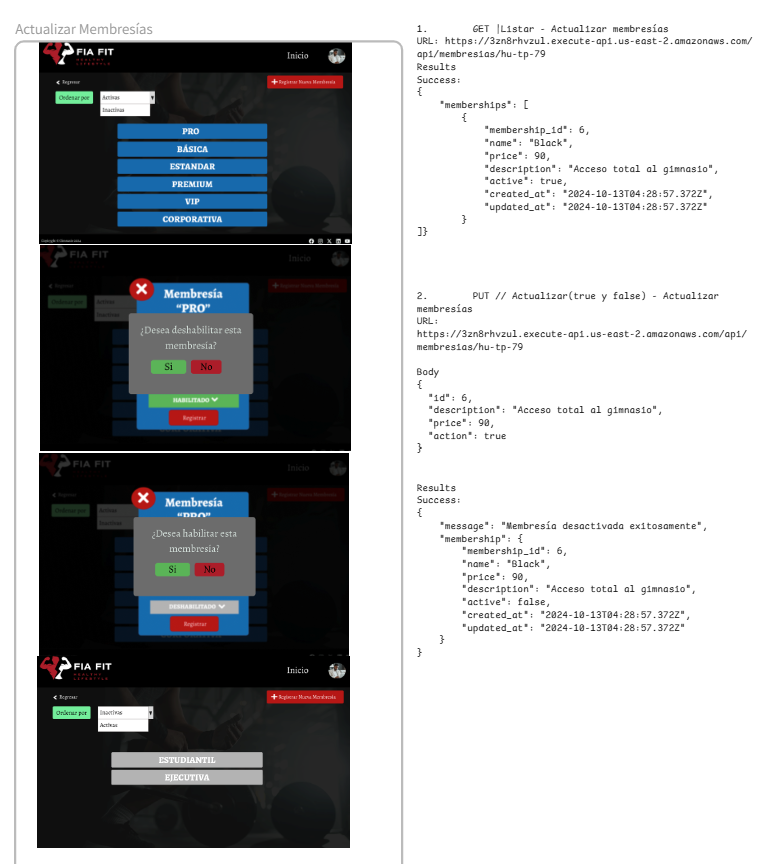 Actualizar Membresías
FIA FIT
HEALTHY
LIFESTYLE
Inicio
Regresar
Registrar Nueva Membresía
Ordenar por
Activas
Inactivas
PRO
BÁSICA
ESTANDAR
PREMIUM
VIP
CORPORATIVA
FIA FIT
Inicio
Membresía
“PRO”
¿Desea deshabilitar esta
membresía?
Si
No
HABILITADO
Registrar
FIA FIT
Inicio
Membresía
“PRO”
¿Desea habilitar esta
membresía?
Si
No
DESHABILITADO
Registrar
FIA FIT
HEALTHY
LIFESTYLE
Inicio
Regresar
Registrar Nueva Membresía
Ordenar por
Inactivas
Activas
ESTUDIANTIL
EJECUTIVA
1. GET |Listar - Actualizar membresías
URL: https://3zn8rhvzul.execute-api.us-east-2.amazonaws.com/
api/membresias/hu-tp-79
Results
Success:
{
"memberships": [
{
"membership_id": 6,
"name": "Black",
"price": 90,
"description": "Acceso total al gimnasio",
"active": true,
"created_at": "2024-10-13T04:28:57.372Z",
"updated_at": "2024-10-13T04:28:57.372Z"
}
]}
2. PUT // Actualizar(true y false) - Actualizar
membresías
URL:
https://3zn8rhvzul.execute-api.us-east-2.amazonaws.com/api/
membresias/hu-tp-79
Body
{
"id": 6,
"description": "Acceso total al gimnasio",
"price": 90,
"action": true
}
Results
Success:
{
"message": "Membresía desactivada exitosamente",
"membership": {
"membership_id": 6,
"name": "Black",
"price": 90,
"description": "Acceso total al gimnasio",
"active": false,
"created_at": "2024-10-13T04:28:57.372Z",
"updated_at": "2024-10-13T04:28:57.372Z"
}
}